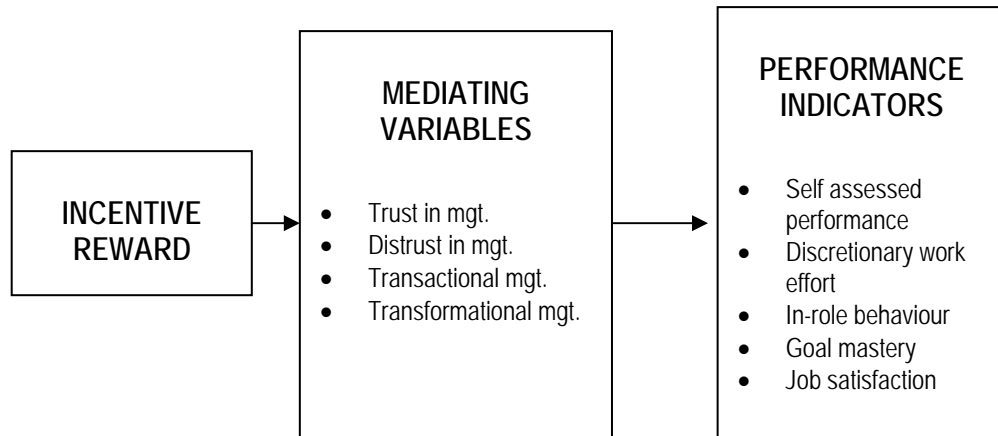 INCENTIVE
REWARD
MEDIATING
VARIABLES
• Trust in mgt.
• Distrust in mgt.
• Transactional mgt.
• Transformational mgt.
PERFORMANCE
INDICATORS
• Self assessed
performance
• Discretionary work
effort
• In-role behaviour
• Goal mastery
• Job satisfaction